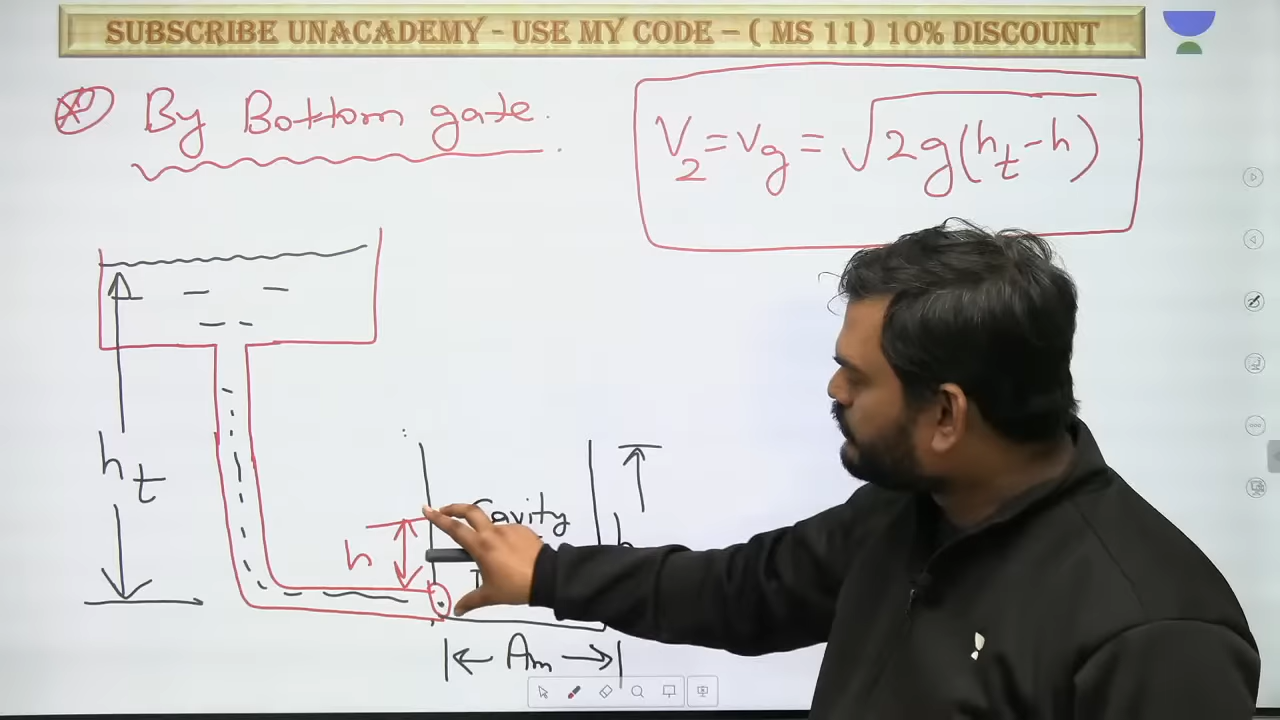 SUBSCRIBE UNACADEMY - USE MY CODE – ( MS 11) 10% DISCOUNT
By Bottom gate.
V₂ = Vg = √2g(hₜ - h)
hₜ
Cavity
h
Aₘ